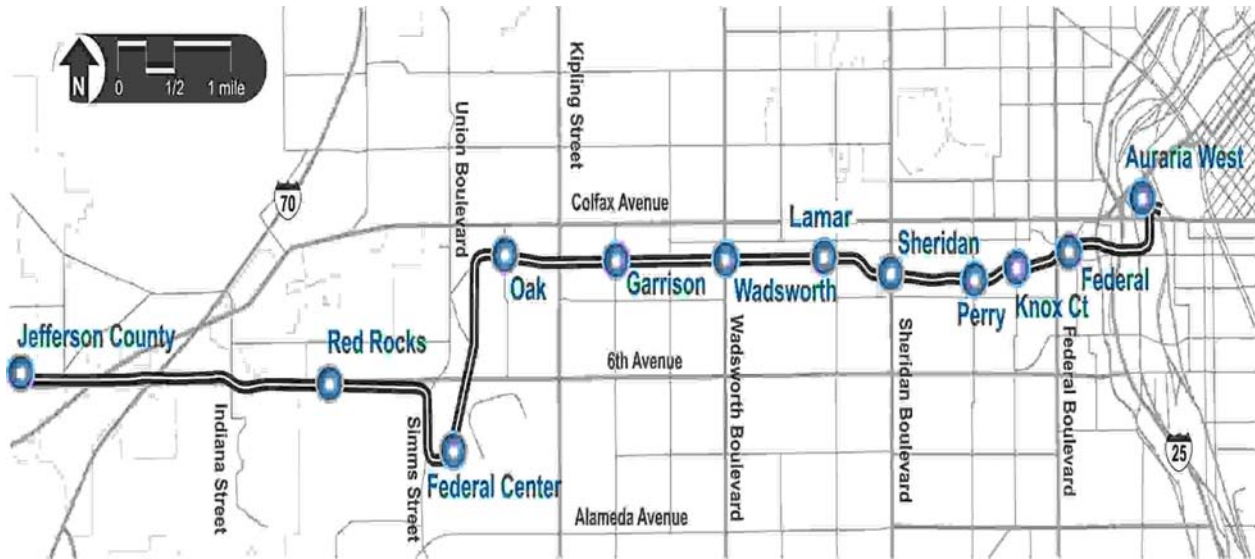 N
0 1/2 1 mile
Kipling Street
Union Boulevard
Auraria West
70
Colfax Avenue
Lamar
Sheridan
Oak
Garrison
Wadsworth
Federal
Perry
Knox Ct
Jefferson County
Red Rocks
6th Avenue
Wadsworth Boulevard
Sheridan Boulevard
Federal Boulevard
Indiana Street
Simms Street
25
Federal Center
Alameda Avenue